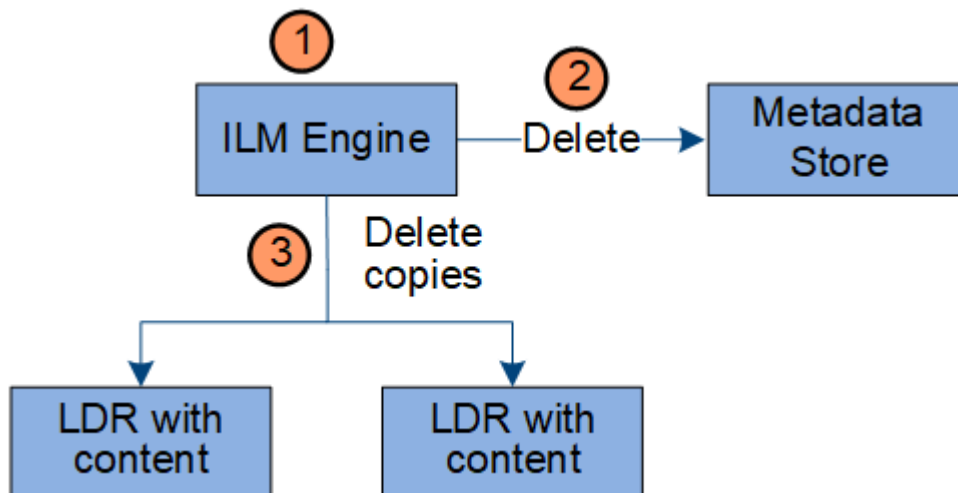 1
2
ILM Engine
Delete
Metadata
Store
3
Delete
copies
LDR with
content
LDR with
content